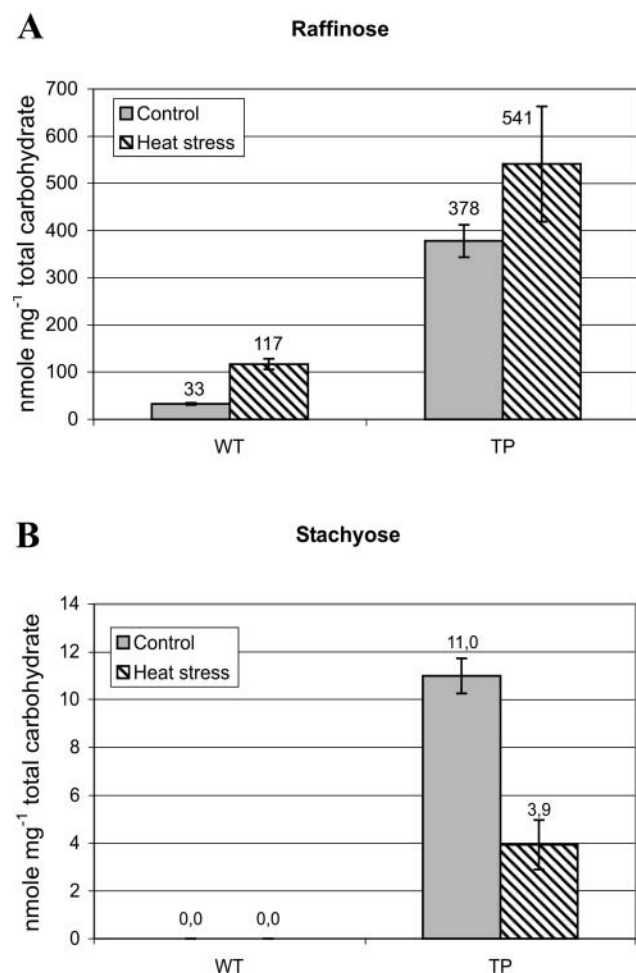 A
Raffinose
nmole mg⁻¹ total carbohydrate
700
600
500
400
300
200
100
0
Control
Heat stress
33
117
378
541
WT
TP
B
Stachyose
nmole mg⁻¹ total carbohydrate
14
12
10
8
6
4
2
0
Control
Heat stress
0,0
0,0
11,0
3,9
WT
TP